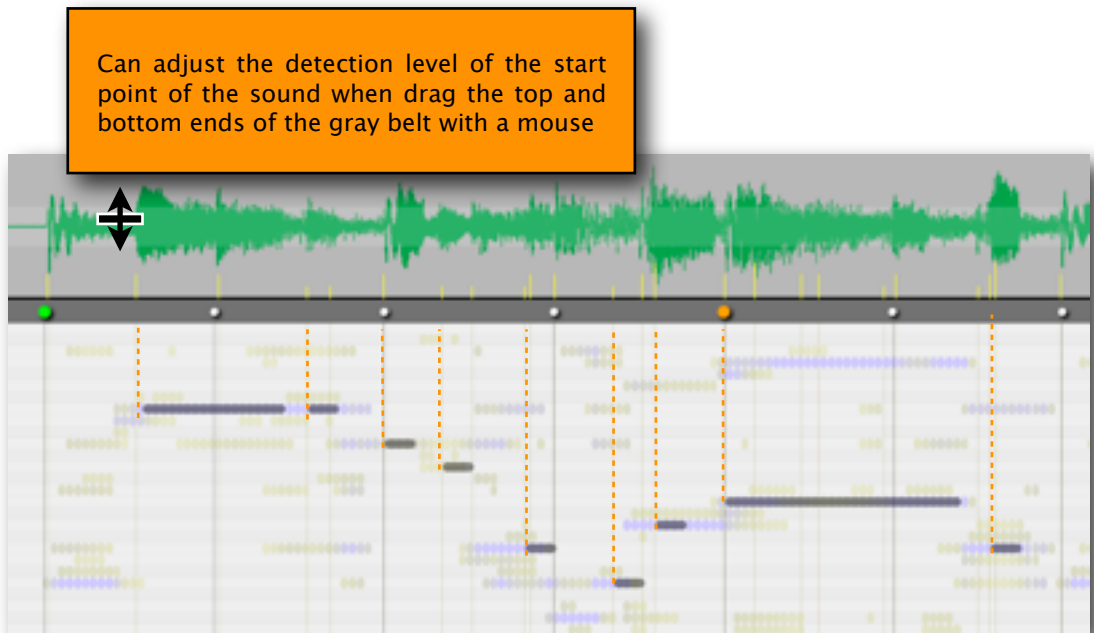 Can adjust the detection level of the start
point of the sound when drag the top and
bottom ends of the gray belt with a mouse